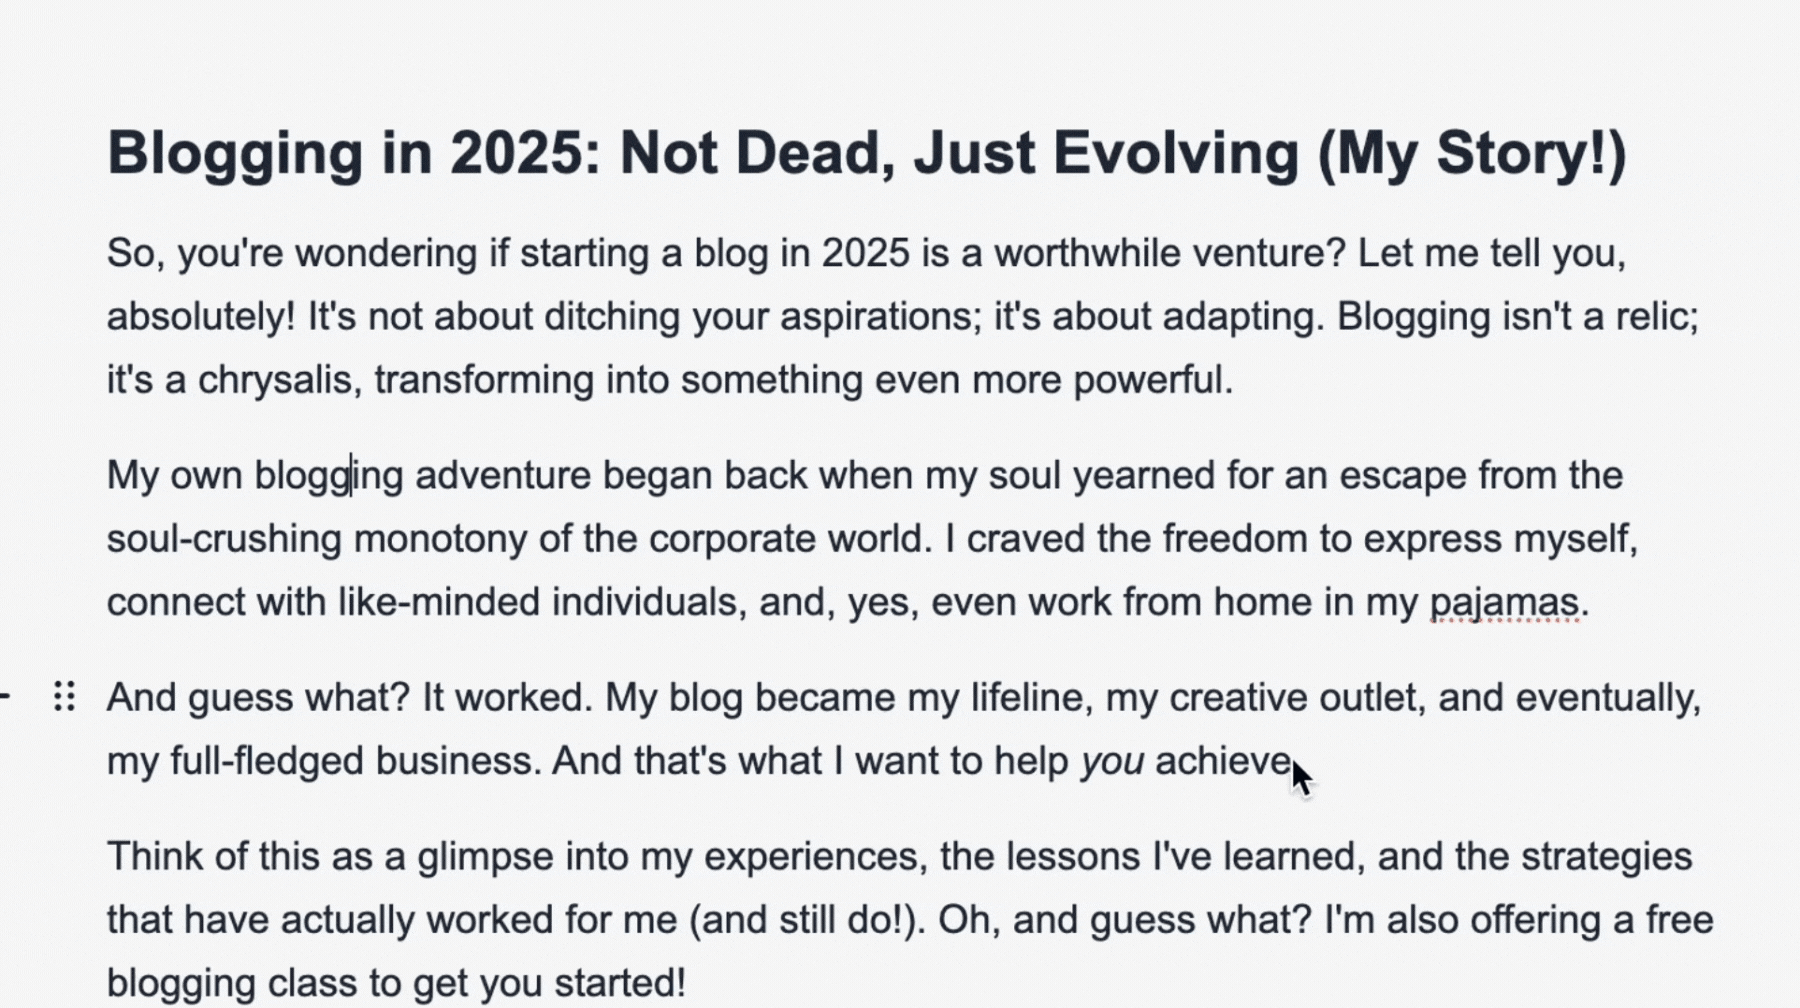 Blogging in 2025: Not Dead, Just Evolving (My Story!)
So, you're wondering if starting a blog in 2025 is a worthwhile venture? Let me tell you,
absolutely! It's not about ditching your aspirations; it's about adapting. Blogging isn't a relic;
it's a chrysalis, transforming into something even more powerful.
My own blogging adventure began back when my soul yearned for an escape from the
soul-crushing monotony of the corporate world. I craved the freedom to express myself,
connect with like-minded individuals, and, yes, even work from home in my pajamas.
And guess what? It worked. My blog became my lifeline, my creative outlet, and eventually,
my full-fledged business. And that's what I want to help you achieve
Think of this as a glimpse into my experiences, the lessons I've learned, and the strategies
that have actually worked for me (and still do!). Oh, and guess what? I'm also offering a free
blogging class to get you started!